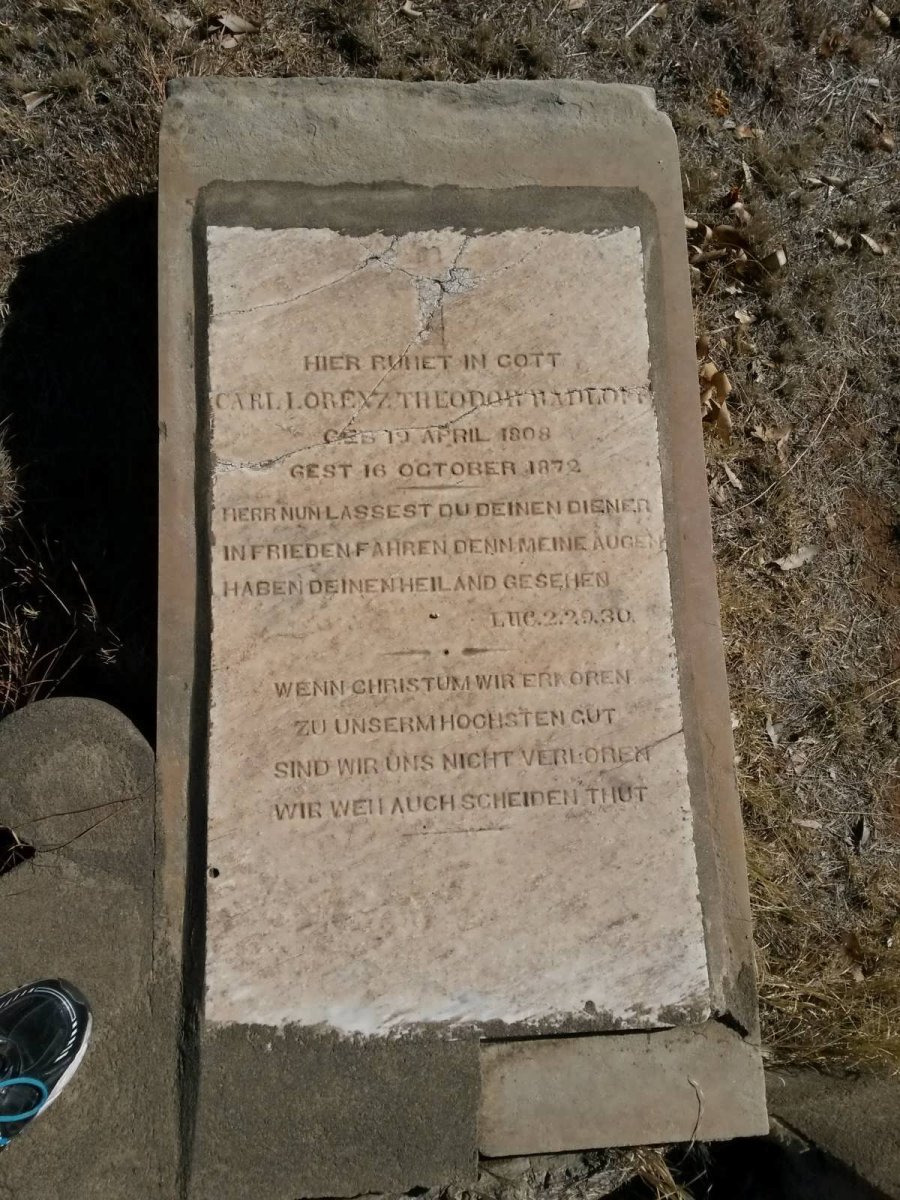 HIER RUHET IN GOTT
CARL LORENZ THEODOR RADLOFF
GEB 19 APRIL 1808
GEST 16 OCTOBER 1872
HERR NUN LASSEST DU DEINEN DIENER
IN FRIEDEN FAHREN DENN MEINE AUGEN
HABEN DEINEN HEILAND GESEHEN
LUC. 2.29.30.
WENN CHRISTUM WIR ERKOREN
ZU UNSERM HOCHSTEN GUT
SIND WIR UNS NICHT VERLOREN
WIR WEH AUCH SCHEIDEN THUT